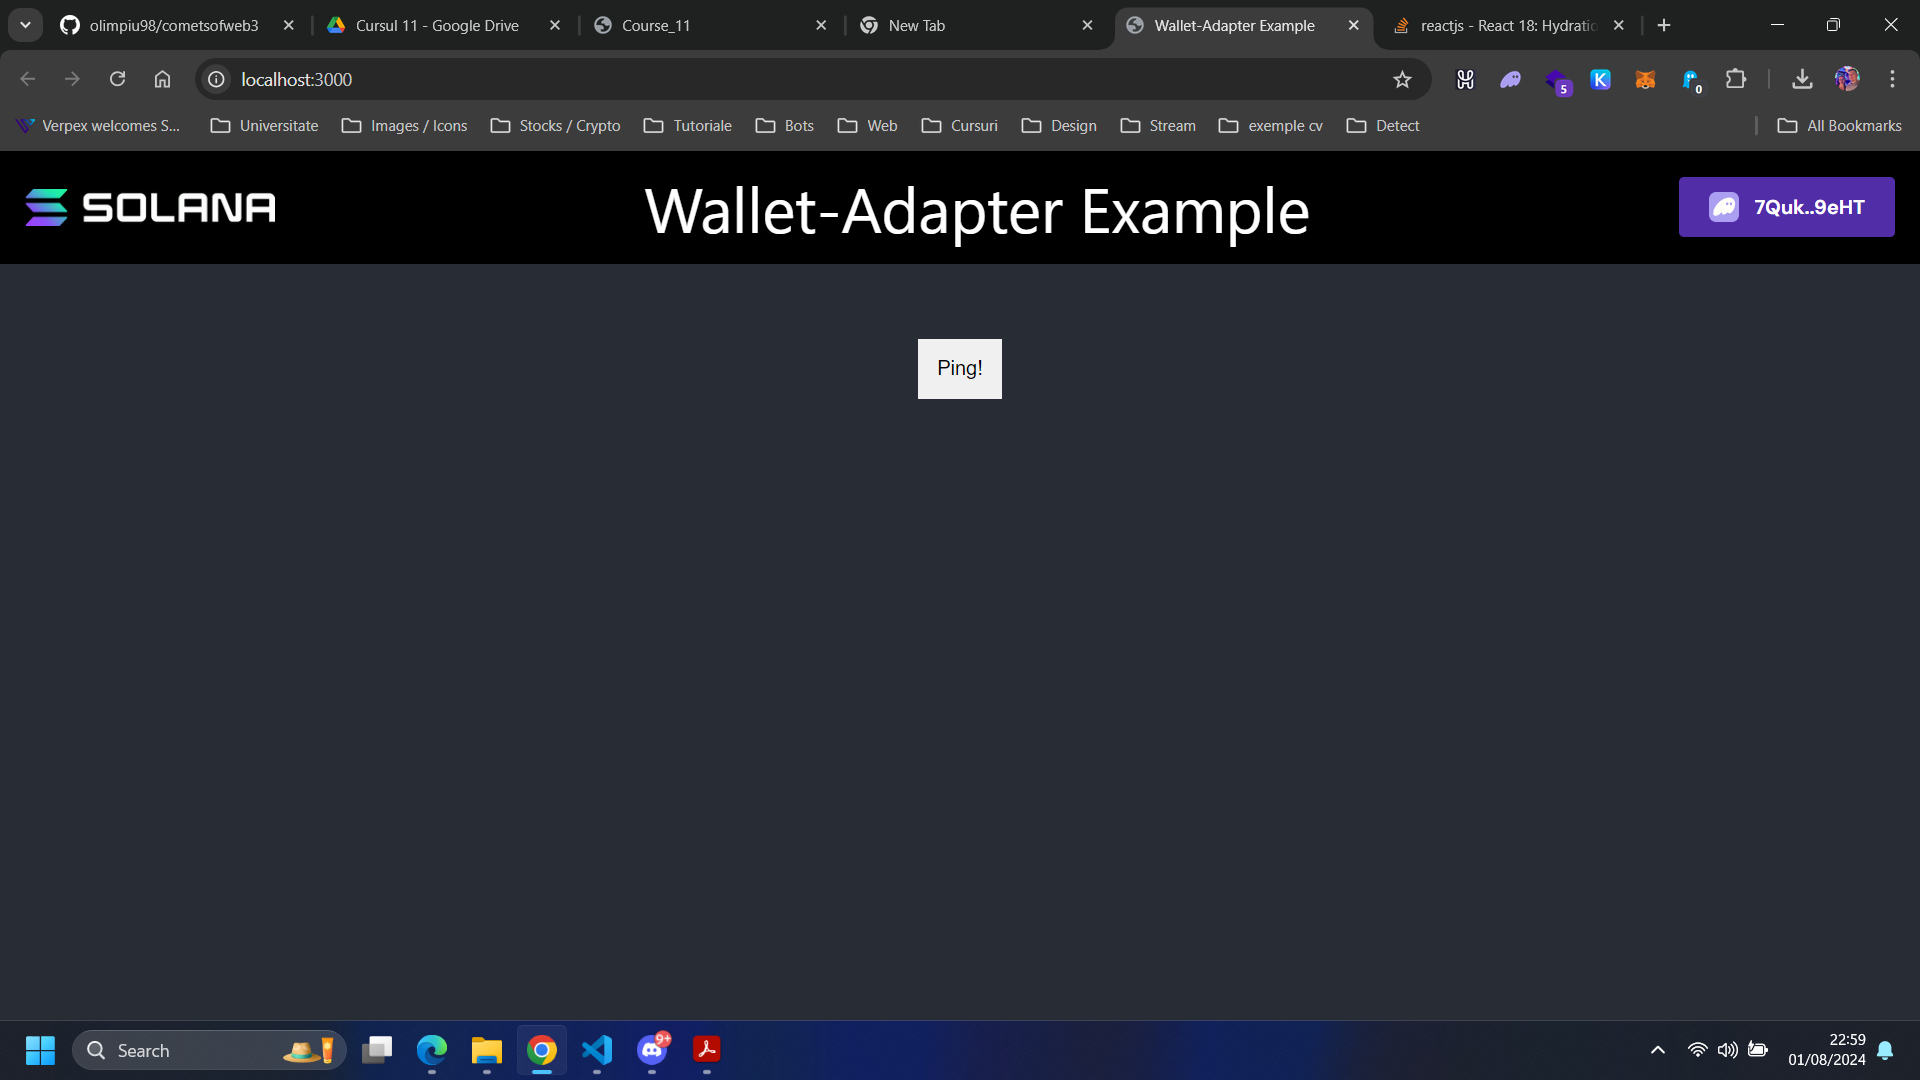 olimpiu98/cometsofweb3
Cursul 11 - Google Drive
Course_11
New Tab
Wallet-Adapter Example
reactjs - React 18: Hydratio
localhost:3000
5
K
0
Verpex welcomes S...
Universitate
Images / Icons
Stocks / Crypto
Tutoriale
Bots
Web
Cursuri
Design
Stream
exemple cv
Detect
All Bookmarks
SOLANA
Wallet-Adapter Example
7Quk..9eHT
Ping!
Search
9+
22:59
01/08/2024